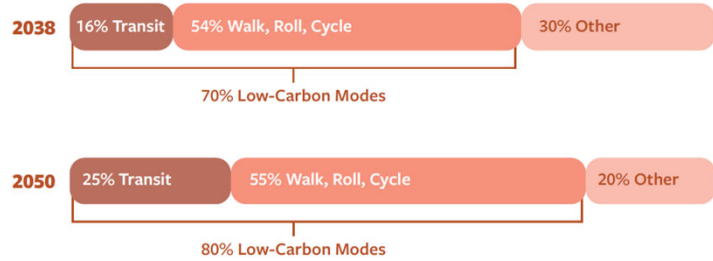 2038 16% Transit 54% Walk, Roll, Cycle 30% Other
70% Low-Carbon Modes
2050 25% Transit 55% Walk, Roll, Cycle 20% Other
80% Low-Carbon Modes